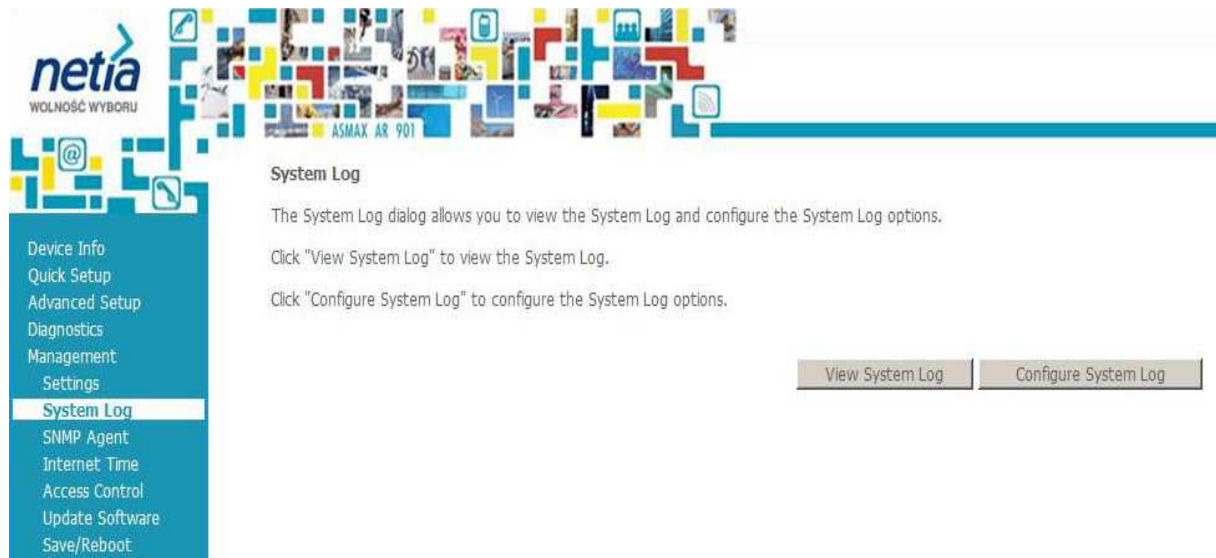 netia
WOLNOŚĆ WYBORU
ASMAX AR 901
@
System Log
The System Log dialog allows you to view the System Log and configure the System Log options.
Click "View System Log" to view the System Log.
Click "Configure System Log" to configure the System Log options.
View System Log
Configure System Log
Device Info
Quick Setup
Advanced Setup
Diagnostics
Management
Settings
System Log
SNMP Agent
Internet Time
Access Control
Update Software
Save/Reboot